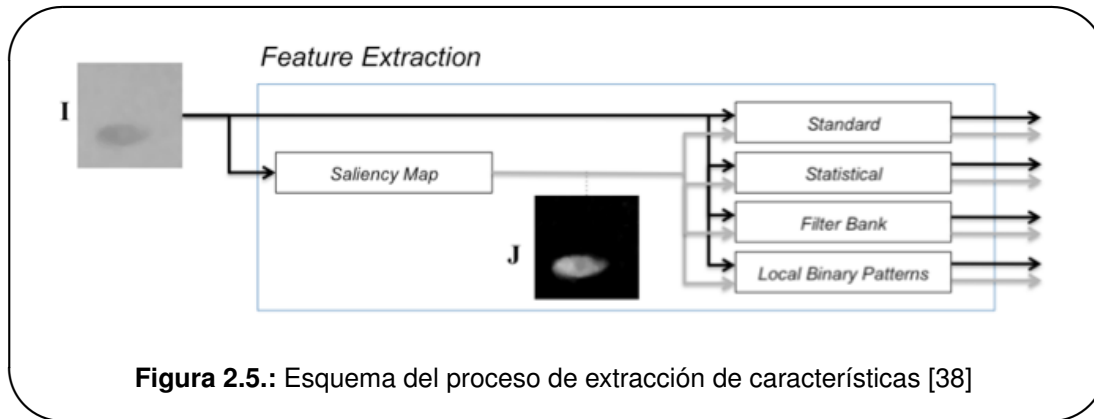 Feature Extraction
I
Standard
Saliency Map
Statistical
Filter Bank
J
Local Binary Patterns
Figura 2.5.: Esquema del proceso de extracción de características [38]